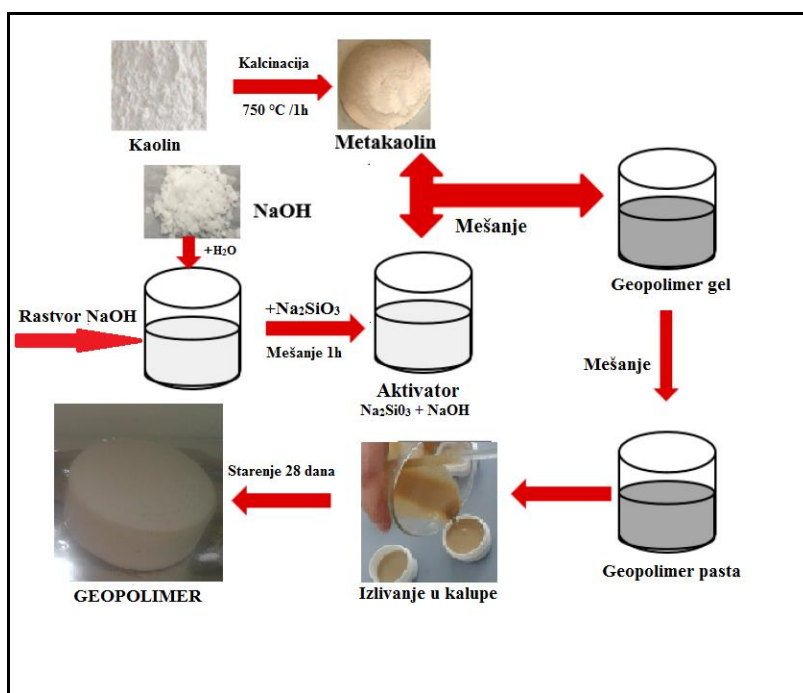 Kalcinacija
750 °C /1h
Kaolin
Metakaolin
NaOH
+H₂O
Mešanje
Geopolimer gel
Rastvor NaOH
+Na₂SiO₃
Mešanje 1h
Aktivator
Na₂Si0₃ + NaOH
Mešanje
Starenje 28 dana
GEOPOLIMER
Izlivanje u kalupe
Geopolimer pasta